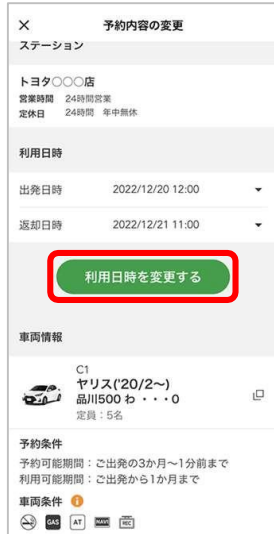 × 予約内容の変更
ステーション
トヨタ〇〇〇店
営業時間 24時間営業
定休日 24時間 年中無休
利用日時
出発日時 2022/12/20 12:00
返却日時 2022/12/21 11:00
利用日時を変更する
車両情報
C1
ヤリス('20/2~)
品川500 わ ・・・0
定員：5名
予約条件
予約可能期間：ご出発の3か月〜1分前まで
利用可能期間：ご出発から1か月まで
車両条件 i
GAS AT NAVI REC